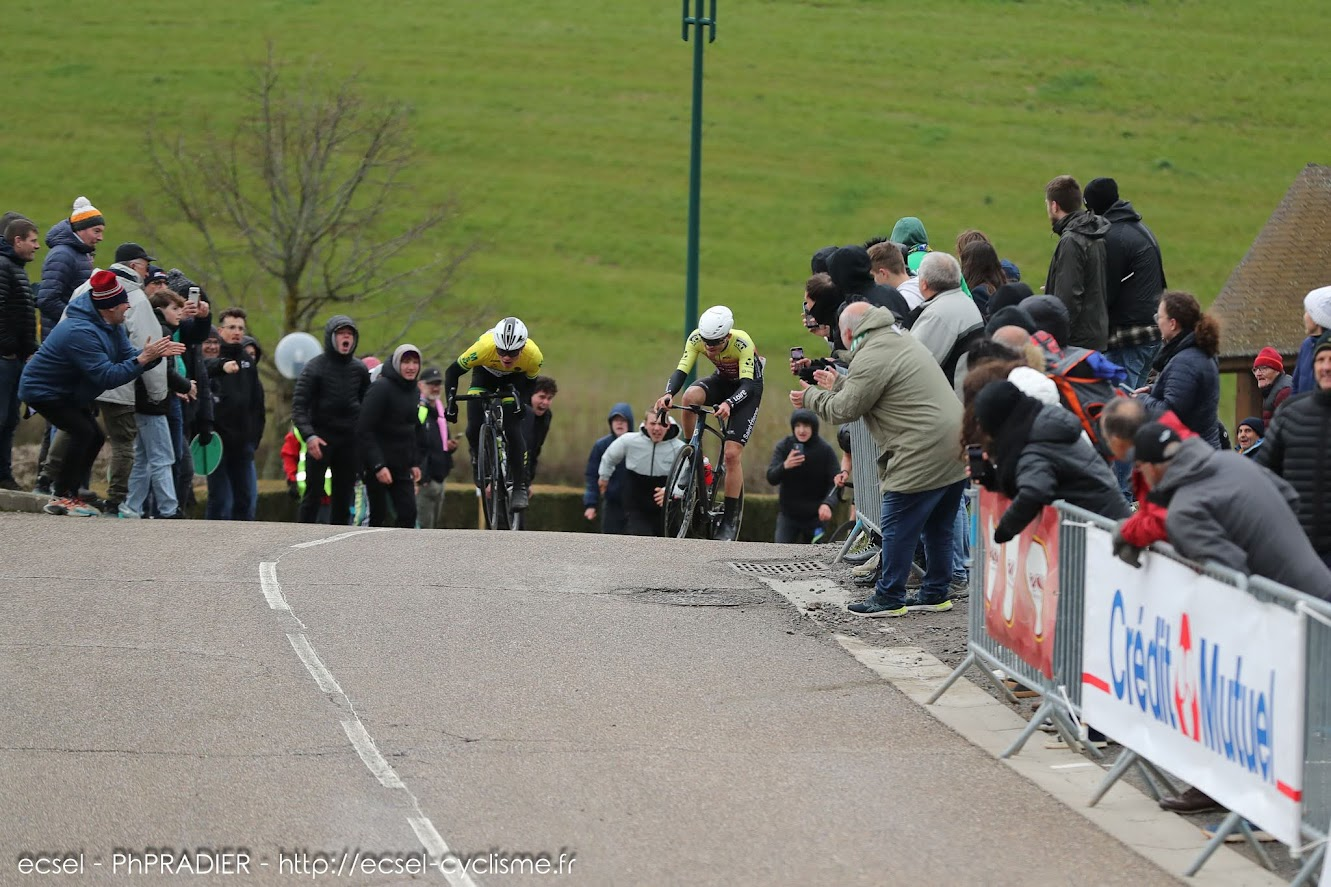 Crédit Mutuel
ecsel - PhPRADIER - http://ecsel-cyclisme.fr